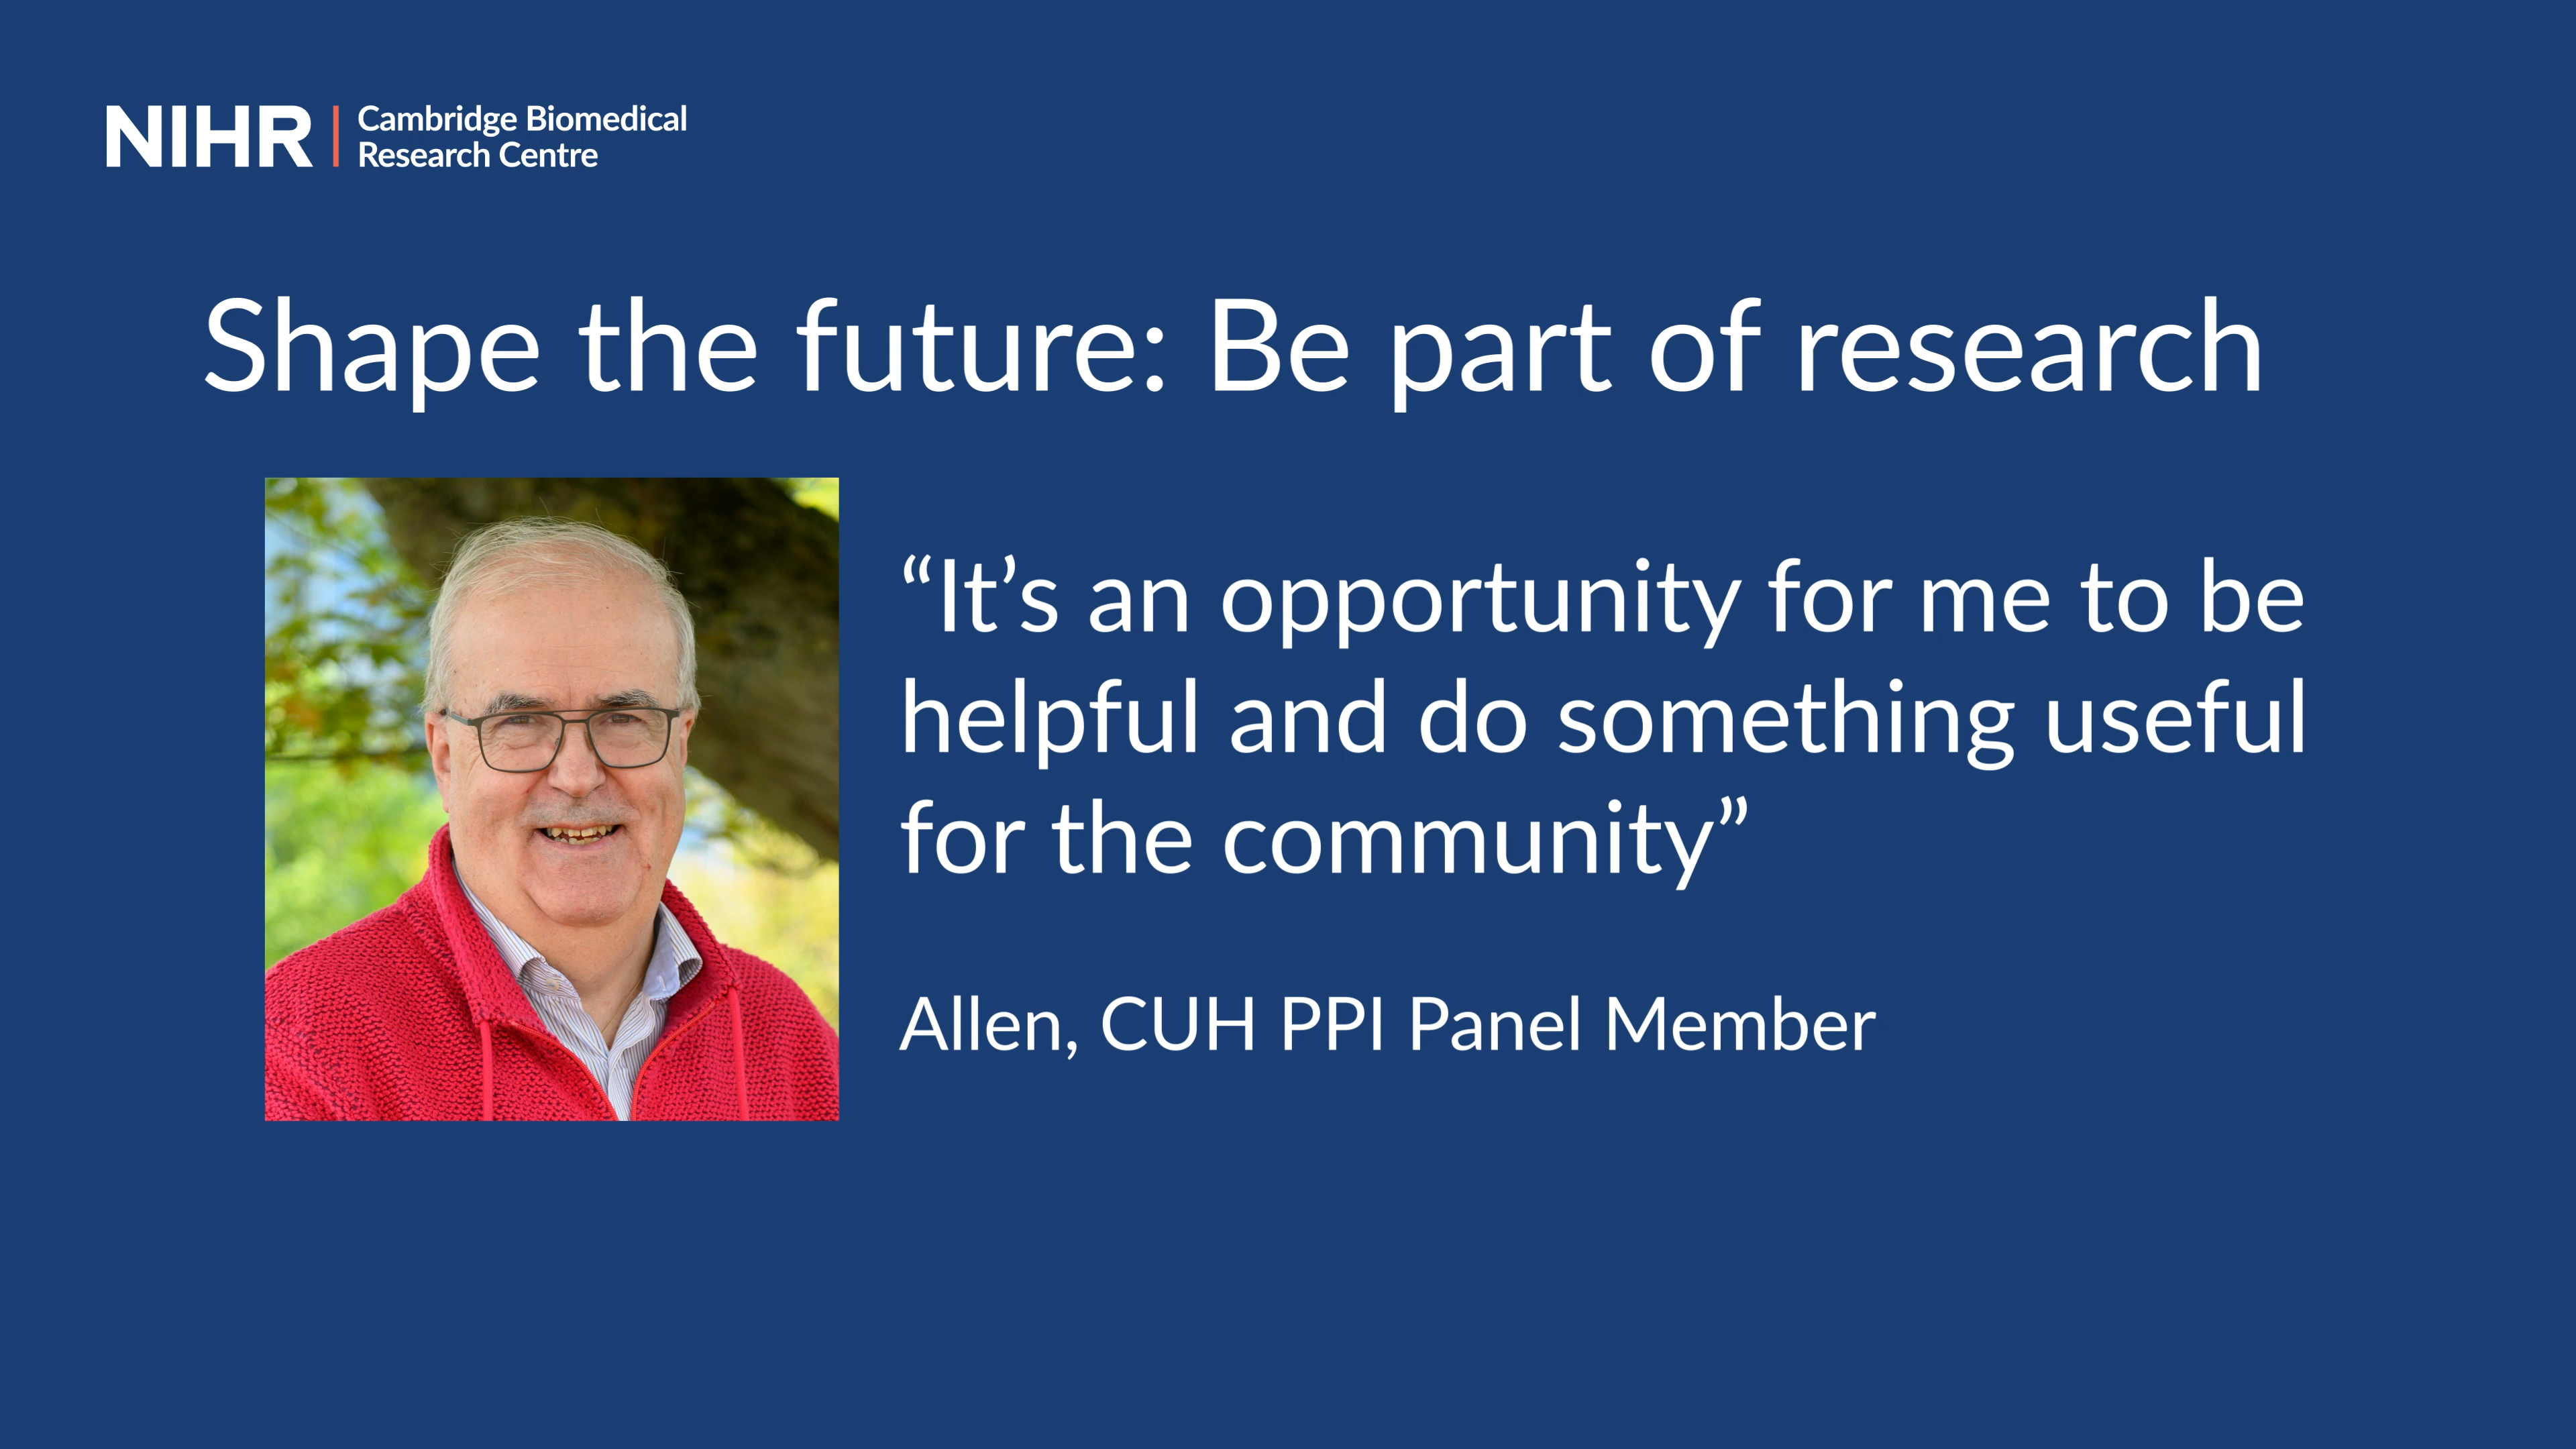 NIHR | Cambridge Biomedical
Research Centre
Shape the future: Be part of research
“It’s an opportunity for me to be
helpful and do something useful
for the community”
Allen, CUH PPI Panel Member